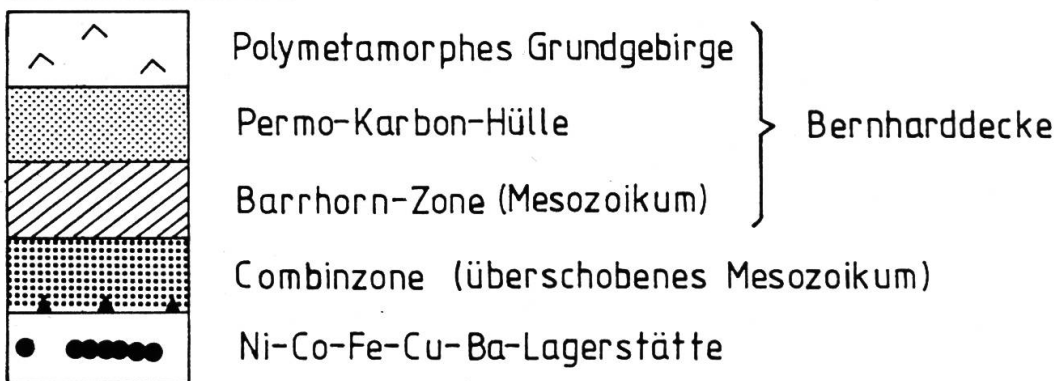 Polymetamorphes Grundgebirge
Permo-Karbon-Hülle
Bernharddecke
Barrhorn-Zone (Mesozoikum)
Combinzone (überschobenes Mesozoikum)
Ni-Co-Fe-Cu-Ba-Lagerstätte